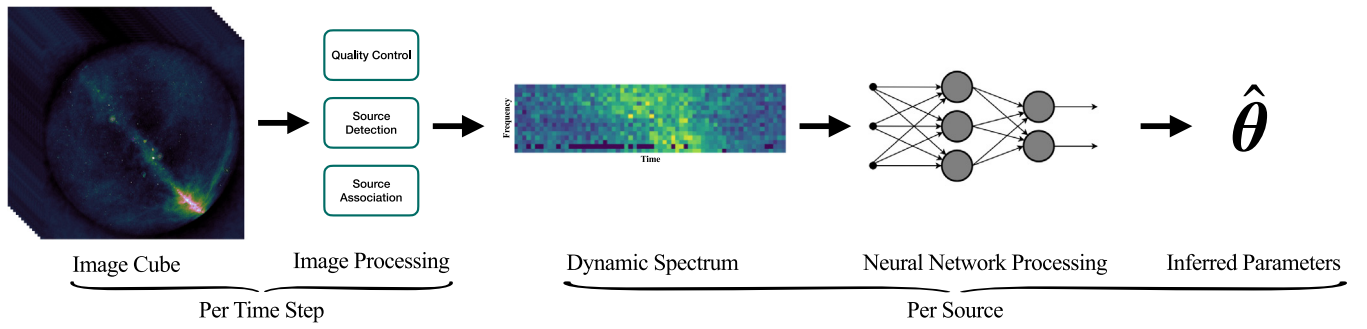 Quality Control
Source
Detection
Source
Association
Frequency
Time
θ̂
Image Cube
Image Processing
Dynamic Spectrum
Neural Network Processing
Inferred Parameters
Per Time Step
Per Source